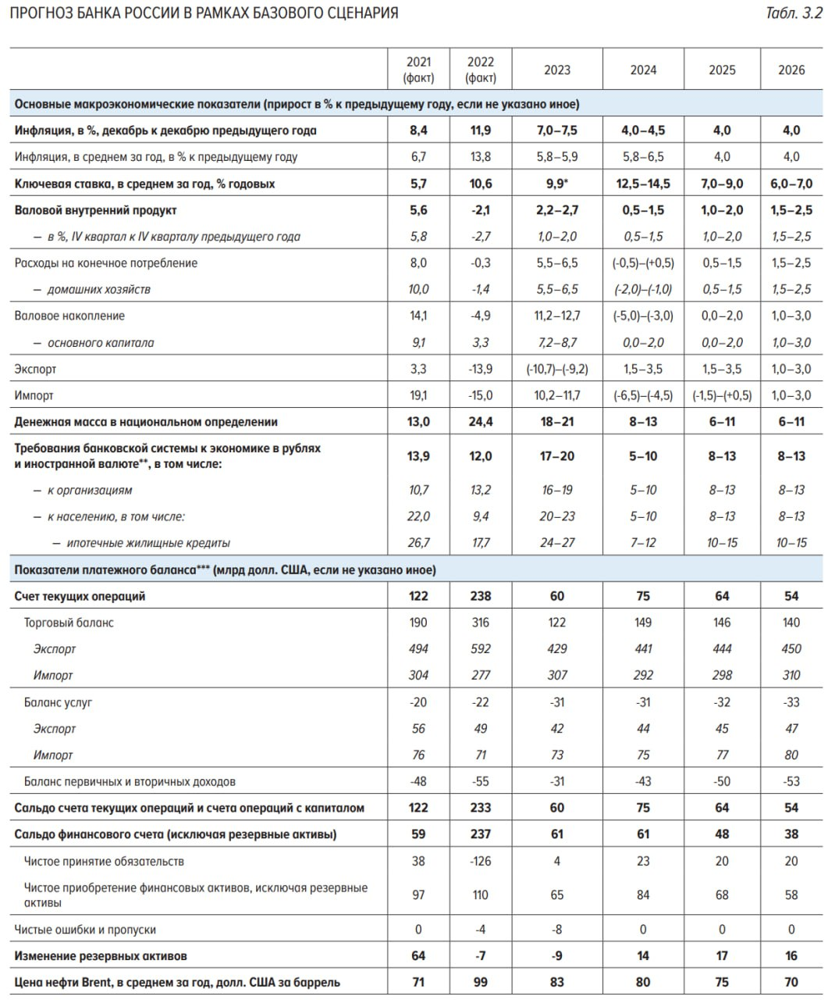 ПРОГНОЗ БАНКА РОССИИ В РАМКАХ БАЗОВОГО СЦЕНАРИЯ Табл. 3.2
2021 (факт) 2022 (факт) 2023 2024 2025 2026
Основные макроэкономические показатели (прирост в % к предыдущему году, если не указано иное)
Инфляция, в %, декабрь к декабрю предыдущего года 8,4 11,9 7,0–7,5 4,0–4,5 4,0 4,0
Инфляция, в среднем за год, в % к предыдущему году 6,7 13,8 5,8–5,9 5,8–6,5 4,0 4,0
Ключевая ставка, в среднем за год, % годовых 5,7 10,6 9,9* 12,5–14,5 7,0–9,0 6,0–7,0
Валовой внутренний продукт 5,6 -2,1 2,2–2,7 0,5–1,5 1,0–2,0 1,5–2,5
— в %, IV квартал к IV кварталу предыдущего года 5,8 -2,7 1,0–2,0 0,5–1,5 1,0–2,0 1,5–2,5
Расходы на конечное потребление 8,0 -0,3 5,5–6,5 (-0,5)–(+0,5) 0,5–1,5 1,5–2,5
— домашних хозяйств 10,0 -1,4 5,5–6,5 (-2,0)–(-1,0) 0,5–1,5 1,5–2,5
Валовое накопление 14,1 -4,9 11,2–12,7 (-5,0)–(-3,0) 0,0–2,0 1,0–3,0
— основного капитала 9,1 3,3 7,2–8,7 0,0–2,0 0,0–2,0 1,0–3,0
Экспорт 3,3 -13,9 (-10,7)–(-9,2) 1,5–3,5 1,5–3,5 1,0–3,0
Импорт 19,1 -15,0 10,2–11,7 (-6,5)–(-4,5) (-1,5)–(+0,5) 1,0–3,0
Денежная масса в национальном определении 13,0 24,4 18–21 8–13 6–11 6–11
Требования банковской системы к экономике в рублях
и иностранной валюте**, в том числе: 13,9 12,0 17–20 5–10 8–13 8–13
— к организациям 10,7 13,2 16–19 5–10 8–13 8–13
— к населению, в том числе: 22,0 9,4 20–23 5–10 8–13 8–13
— ипотечные жилищные кредиты 26,7 17,7 24–27 7–12 10–15 10–15
Показатели платежного баланса*** (млрд долл. США, если не указано иное)
Счет текущих операций 122 238 60 75 64 54
Торговый баланс 190 316 122 149 146 140
Экспорт 494 592 429 441 444 450
Импорт 304 277 307 292 298 310
Баланс услуг -20 -22 -31 -31 -32 -33
Экспорт 56 49 42 44 45 47
Импорт 76 71 73 75 77 80
Баланс первичных и вторичных доходов -48 -55 -31 -43 -50 -53
Сальдо счета текущих операций и счета операций с капиталом 122 233 60 75 64 54
Сальдо финансового счета (исключая резервные активы) 59 237 61 61 48 38
Чистое принятие обязательств 38 -126 4 23 20 20
Чистое приобретение финансовых активов, исключая резервные
активы 97 110 65 84 68 58
Чистые ошибки и пропуски 0 -4 -8 0 0 0
Изменение резервных активов 64 -7 -9 14 17 16
Цена нефти Brent, в среднем за год, долл. США за баррель 71 99 83 80 75 70